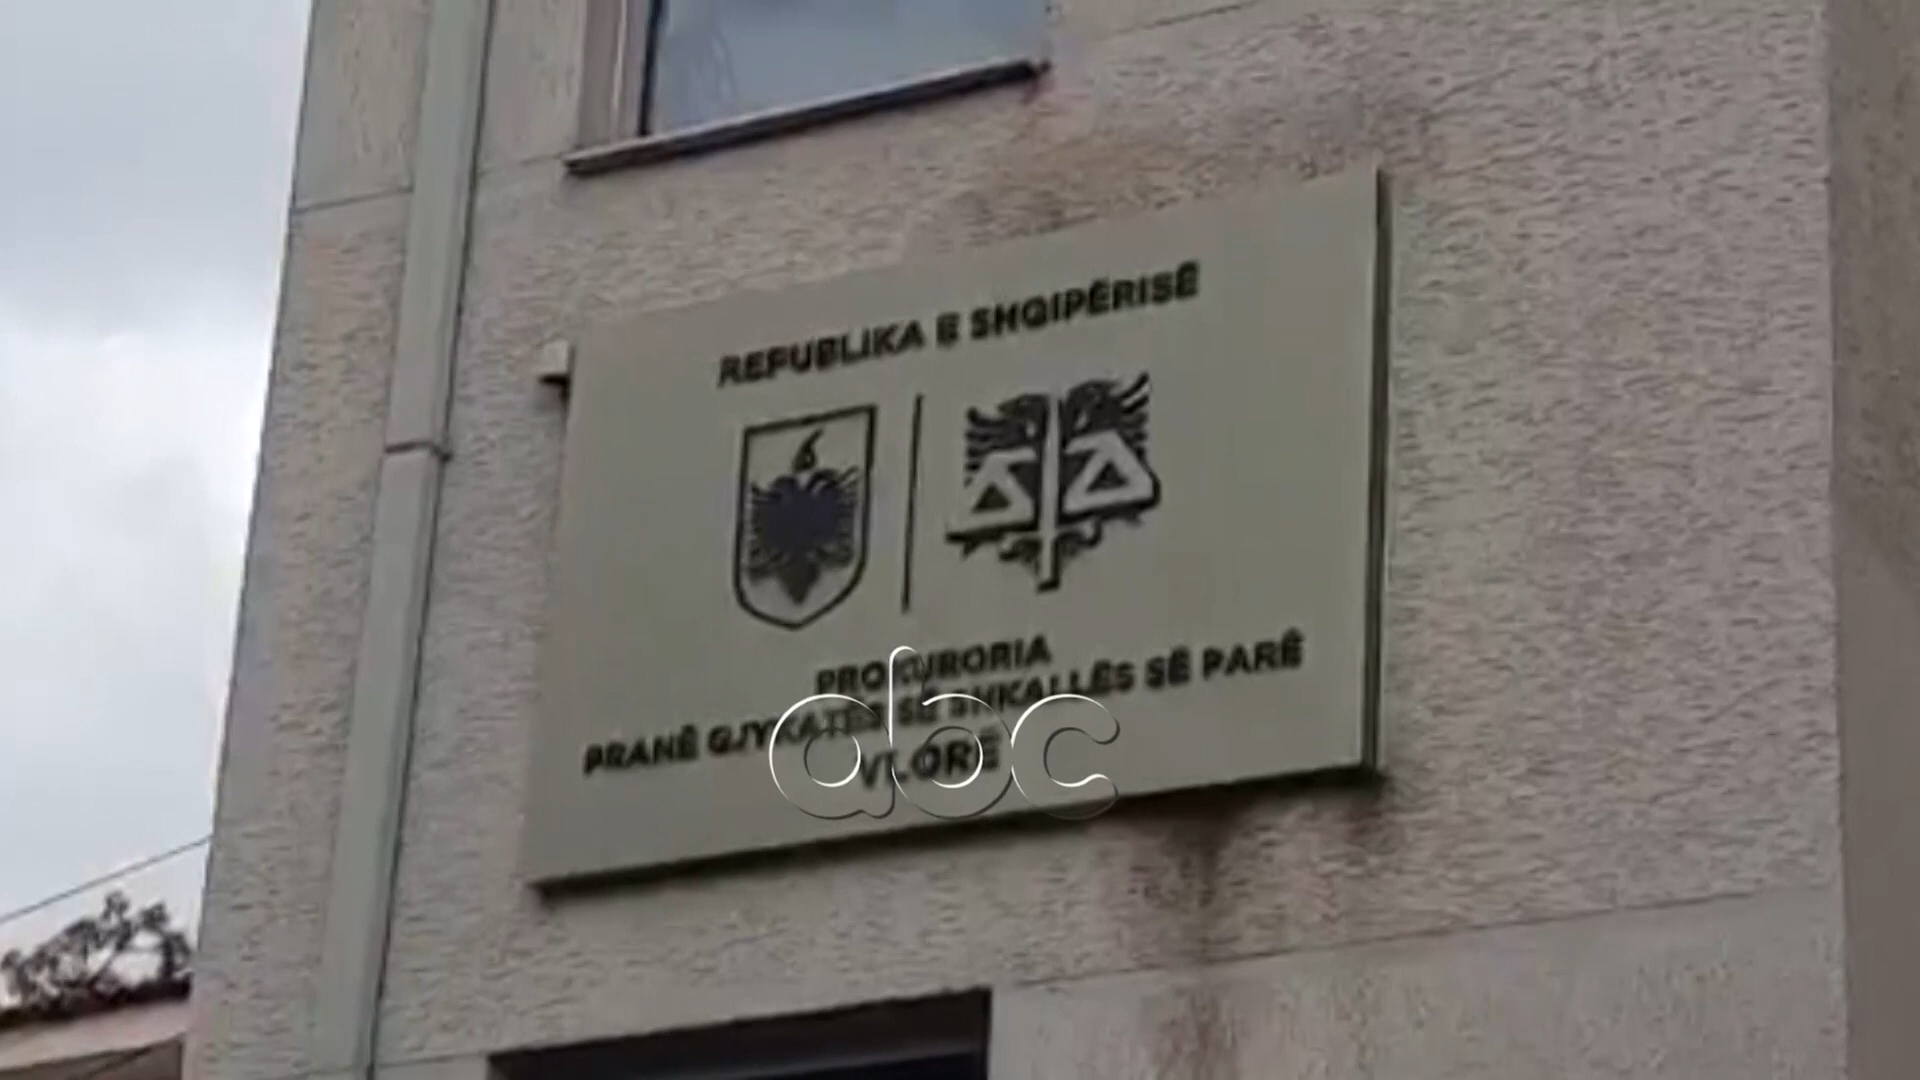 REPUBLIKA E SHQIPËRISË
PROKURORIA
PRANË GJYKATËS SË SHKALLËS SË PARË
VLORË
abc